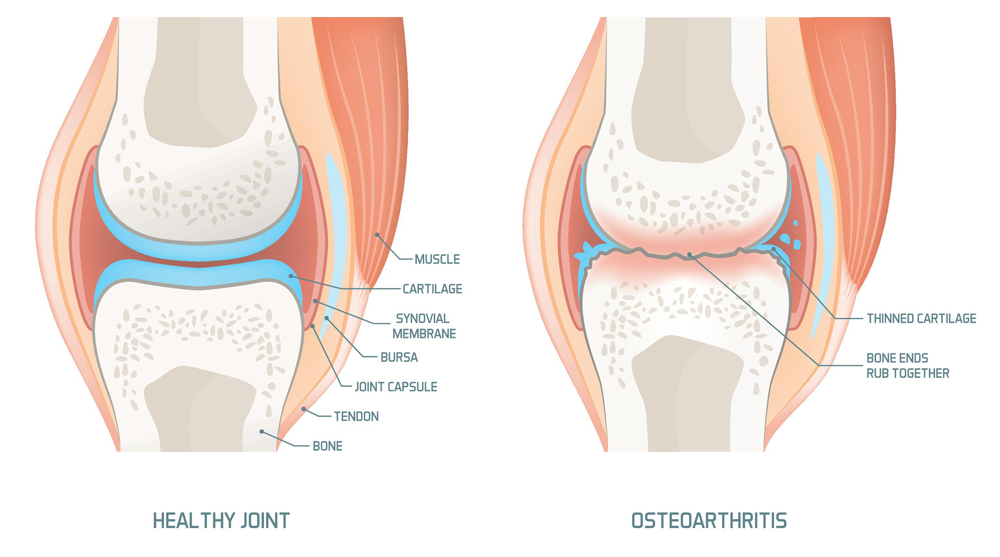 MUSCLE
CARTILAGE
SYNOVIAL
MEMBRANE
BURSA
JOINT CAPSULE
TENDON
BONE
HEALTHY JOINT
THINNED CARTILAGE
BONE ENDS
RUB TOGETHER
OSTEOARTHRITIS